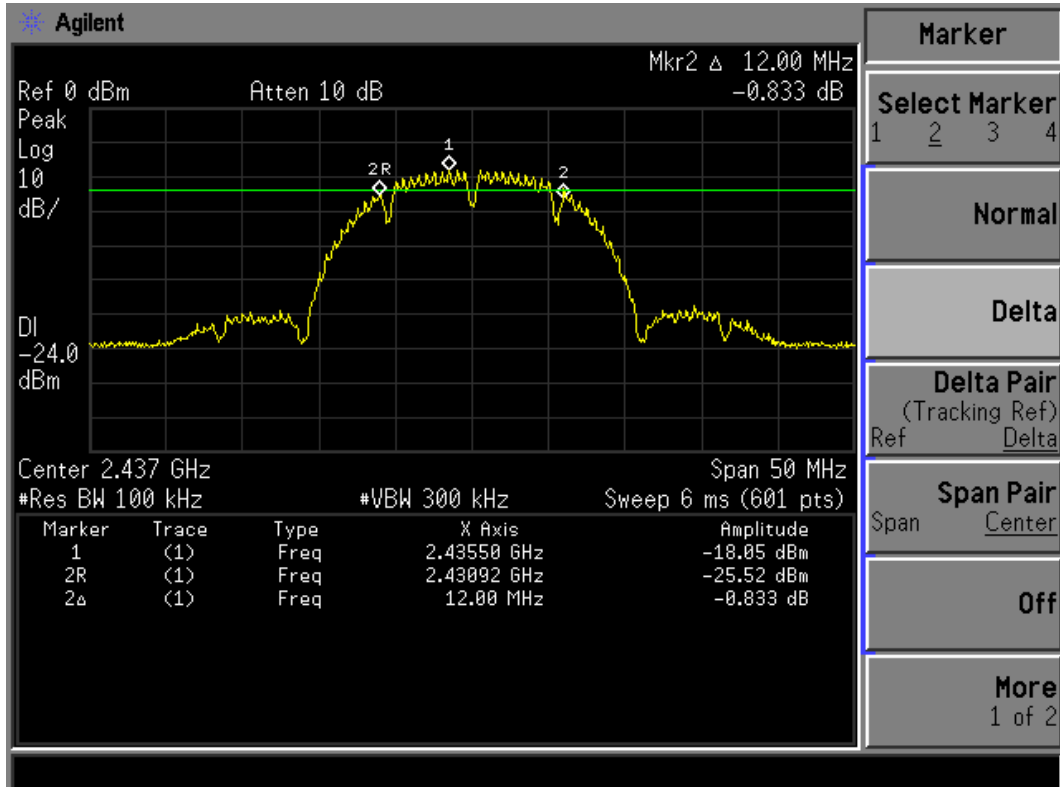 Agilent
Marker
Mkr2 Δ 12.00 MHz
Ref 0 dBm Atten 10 dB -0.833 dB
Peak
Log
10
dB/
1
2R
2
DI
-24.0
dBm
Center 2.437 GHz Span 50 MHz
#Res BW 100 kHz #VBW 300 kHz Sweep 6 ms (601 pts)
Marker Trace Type X Axis Amplitude
1 (1) Freq 2.43550 GHz -18.05 dBm
2R (1) Freq 2.43092 GHz -25.52 dBm
2Δ (1) Freq 12.00 MHz -0.833 dB
Select Marker
1 2 3 4
Normal
Delta
Delta Pair
(Tracking Ref)
Ref Delta
Span Pair
Span Center
Off
More
1 of 2